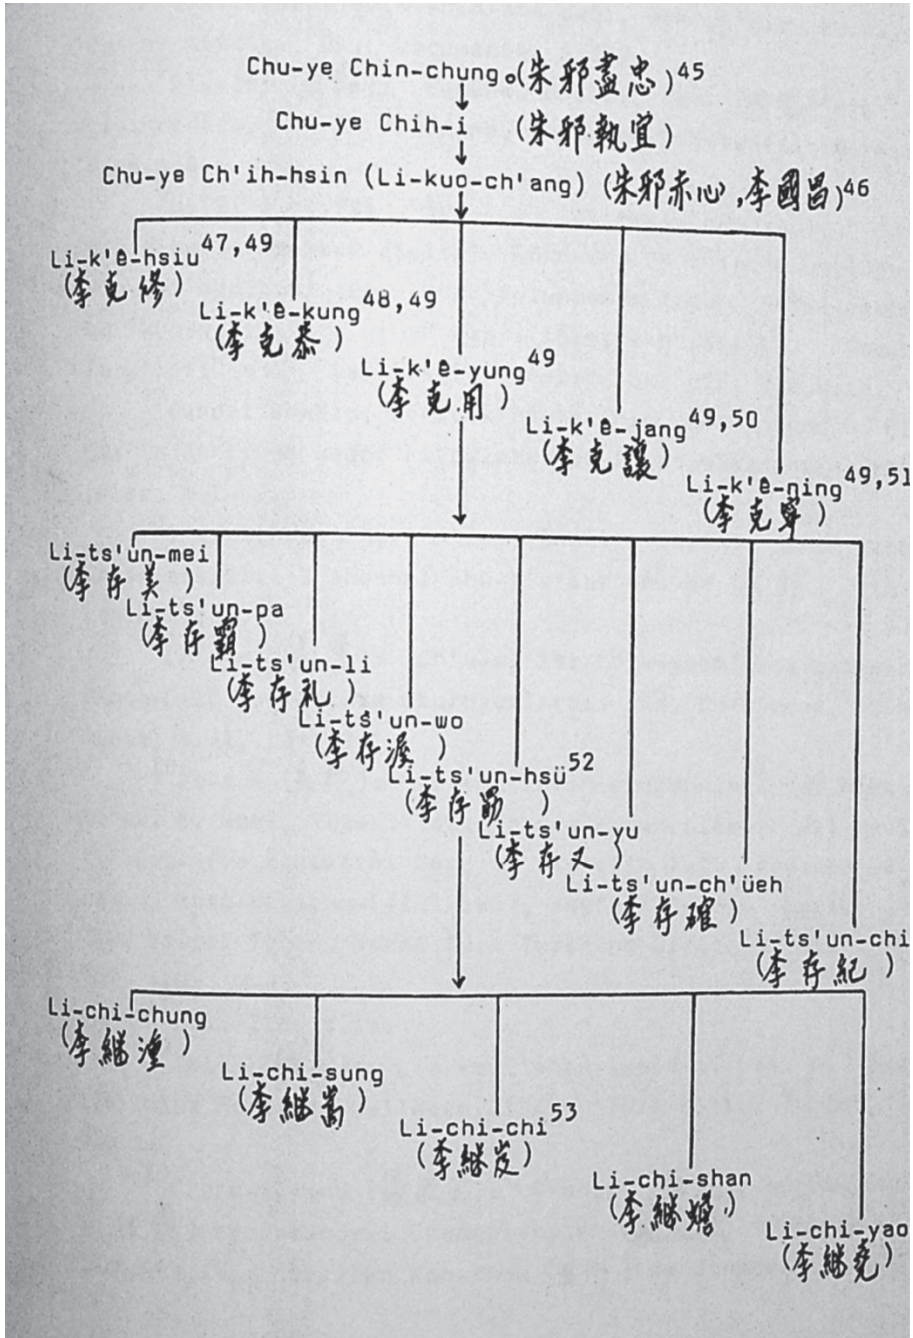 Chu-ye Chin-chung.(朱邪盡忠)45
Chu-ye Chih-i (朱邪執宜)
Chu-ye Ch'ih-hsin (Li-kuo-ch'ang) (朱邪赤心,李國昌)46
Li-k'ê-hsiu47,49
(李克修)
Li-k'ê-kung48,49
(李克恭)
Li-k'ê-yung49
(李克用)
Li-k'ê-jang49,50
(李克讓)
Li-k'ê-ning49,51
(李克寧)
Li-ts'un-mei
(李存美)
Li-ts'un-pa
(李存霸)
Li-ts'un-li
(李存礼)
Li-ts'un-wo
(李存渥)
Li-ts'un-hsü52
(李存勗)
Li-ts'un-yu
(李存乂)
Li-ts'un-ch'üeh
(李存確)
Li-ts'un-chi
(李存紀)
Li-chi-chung
(李継潼)
Li-chi-sung
(李継嵩)
Li-chi-chi53
(李継岌)
Li-chi-shan
(李継蟾)
Li-chi-yao
(李継堯)